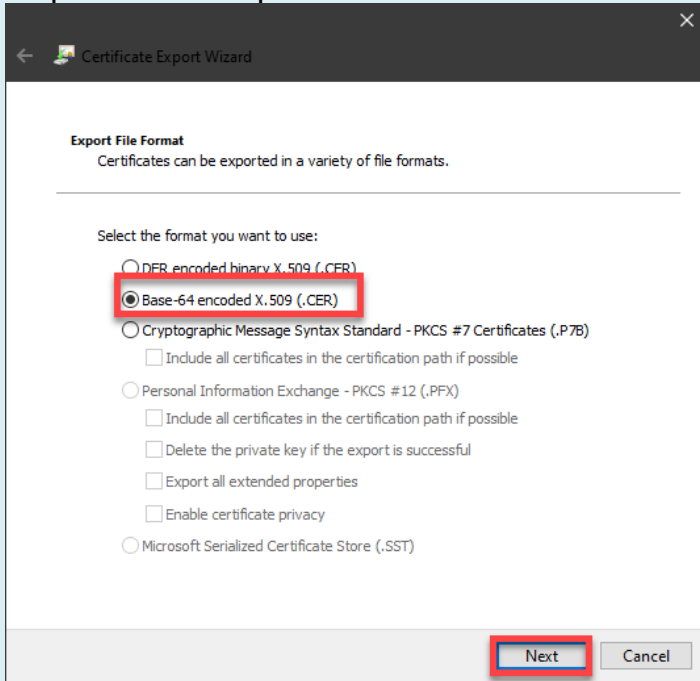 Certificate Export Wizard
Export File Format
Certificates can be exported in a variety of file formats.
Select the format you want to use:
DER encoded binary X.509 (.CER)
Base-64 encoded X.509 (.CER)
Cryptographic Message Syntax Standard - PKCS #7 Certificates (.P7B)
Include all certificates in the certification path if possible
Personal Information Exchange - PKCS #12 (.PFX)
Include all certificates in the certification path if possible
Delete the private key if the export is successful
Export all extended properties
Enable certificate privacy
Microsoft Serialized Certificate Store (.SST)
Next Cancel